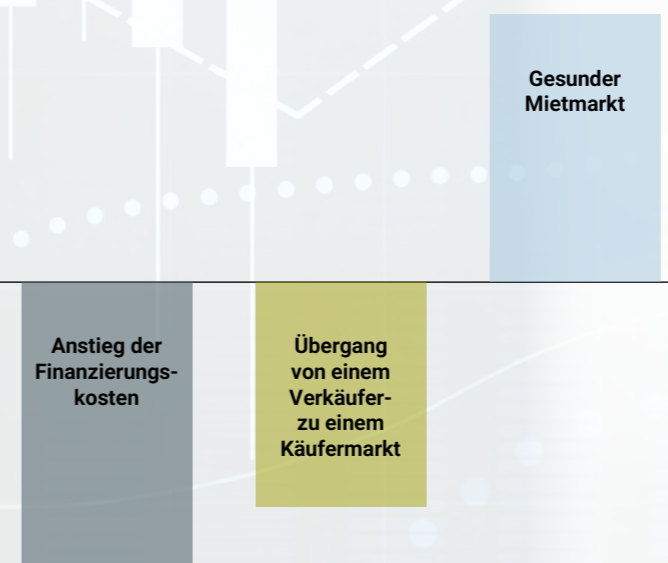 Gesunder
Mietmarkt
Anstieg der
Finanzierungs-
kosten
Übergang
von einem
Verkäufer-
zu einem
Käufermarkt